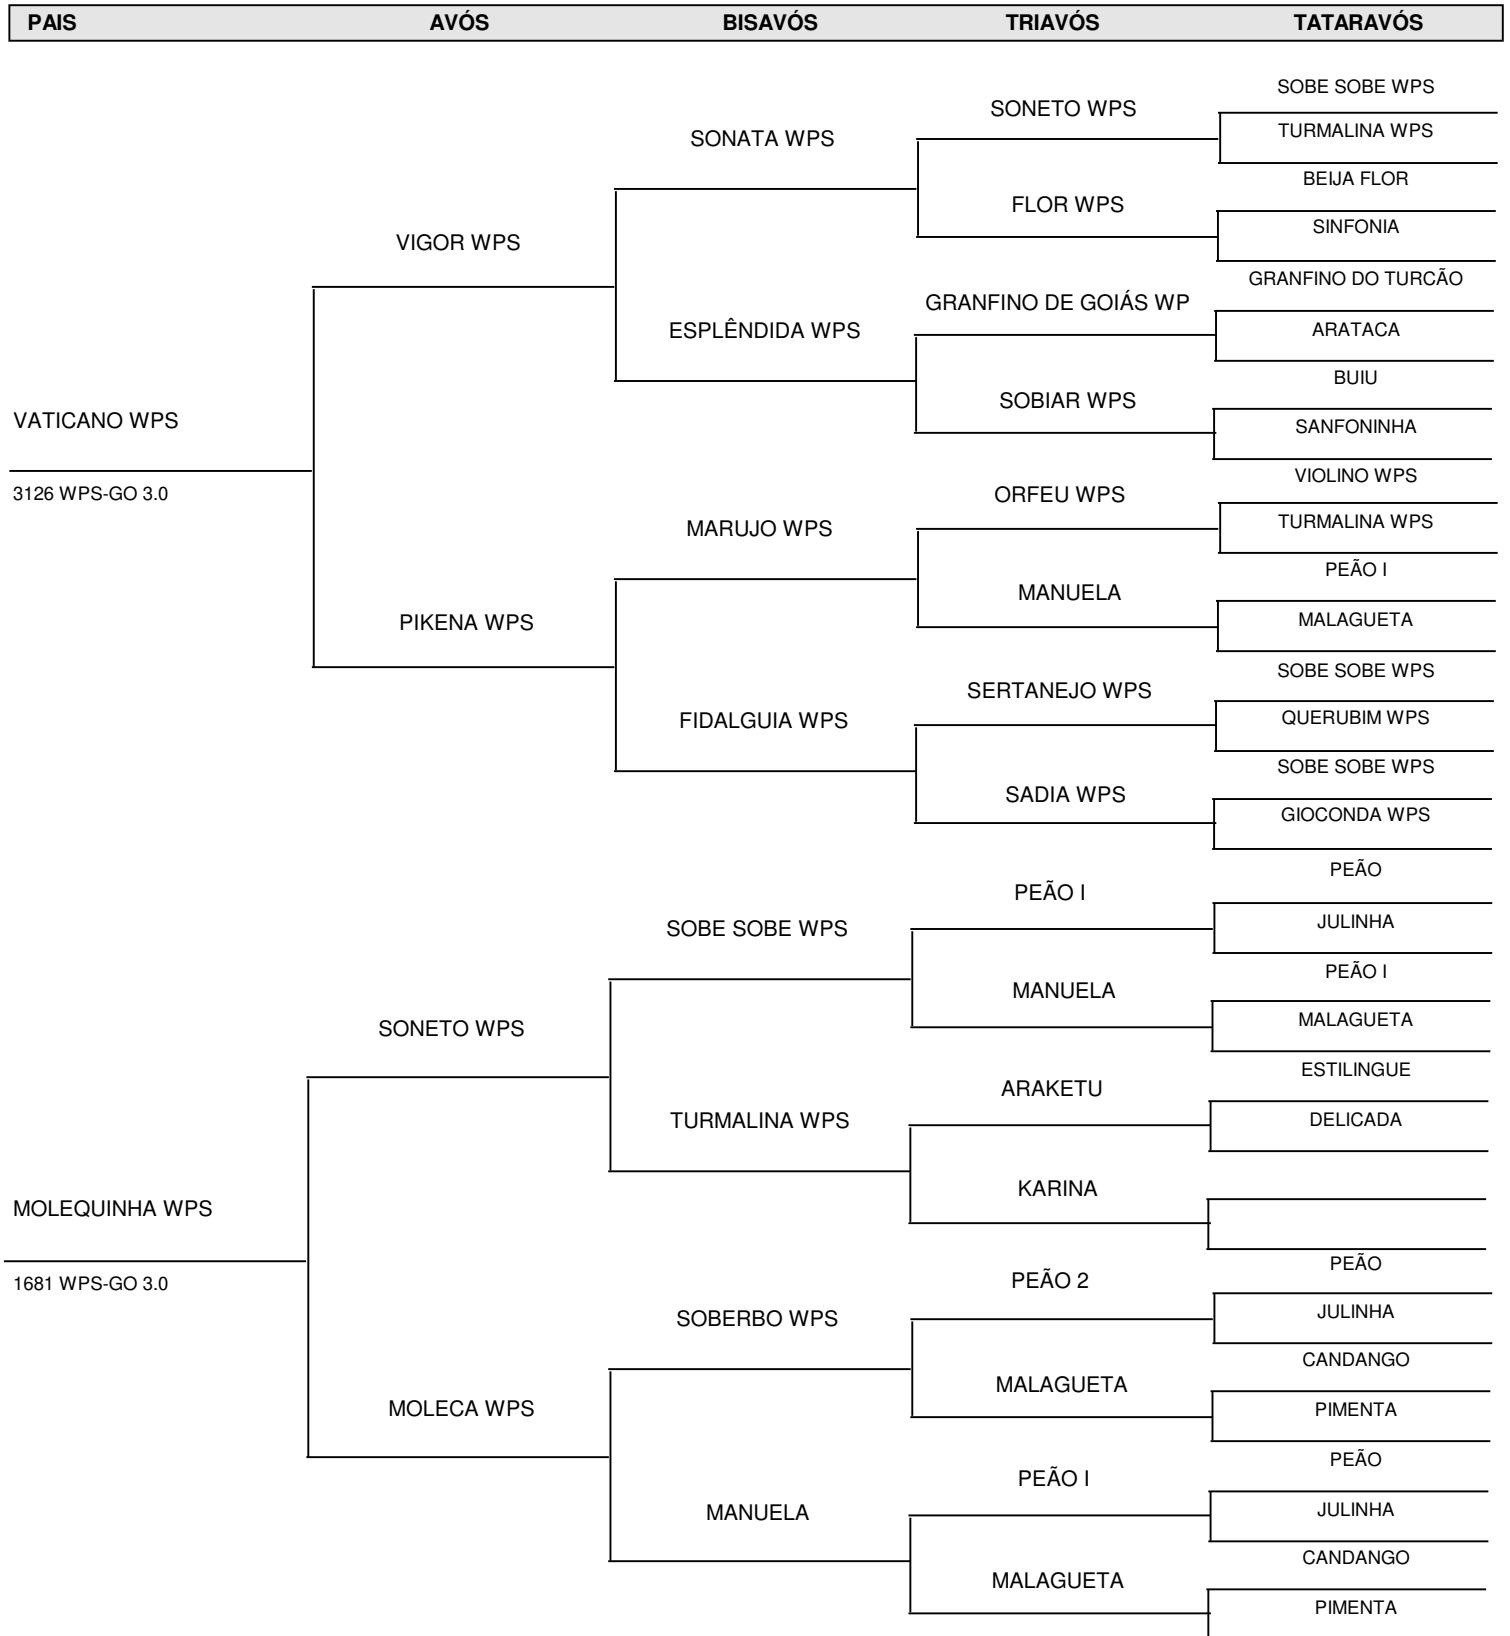 PAIS AVÓS BISAVÓS TRIAVÓS TATARAVÓS
SOBE SOBE WPS
SONETO WPS
TURMALINA WPS
SONATA WPS
BEIJA FLOR
FLOR WPS
SINFONIA
VIGOR WPS
GRANFINO DO TURCÃO
GRANFINO DE GOIÁS WP
ESPLÊNDIDA WPS
ARATACA
BUIU
SOBIAR WPS
VATICANO WPS
SANFONINHA
VIOLINO WPS
3126 WPS-GO 3.0
ORFEU WPS
TURMALINA WPS
MARUJO WPS
PEÃO I
MANUELA
MALAGUETA
PIKENA WPS
SOBE SOBE WPS
SERTANEJO WPS
QUERUBIM WPS
FIDALGUIA WPS
SOBE SOBE WPS
SADIA WPS
GIOCONDA WPS
PEÃO
PEÃO I
JULINHA
SOBE SOBE WPS
PEÃO I
MANUELA
MALAGUETA
SONETO WPS
ESTILINGUE
ARAKETU
TURMALINA WPS
DELICADA
KARINA
MOLEQUINHA WPS
PEÃO
1681 WPS-GO 3.0
PEÃO 2
JULINHA
SOBERBO WPS
CANDANGO
MALAGUETA
MOLECA WPS
PIMENTA
PEÃO
PEÃO I
JULINHA
MANUELA
CANDANGO
MALAGUETA
PIMENTA